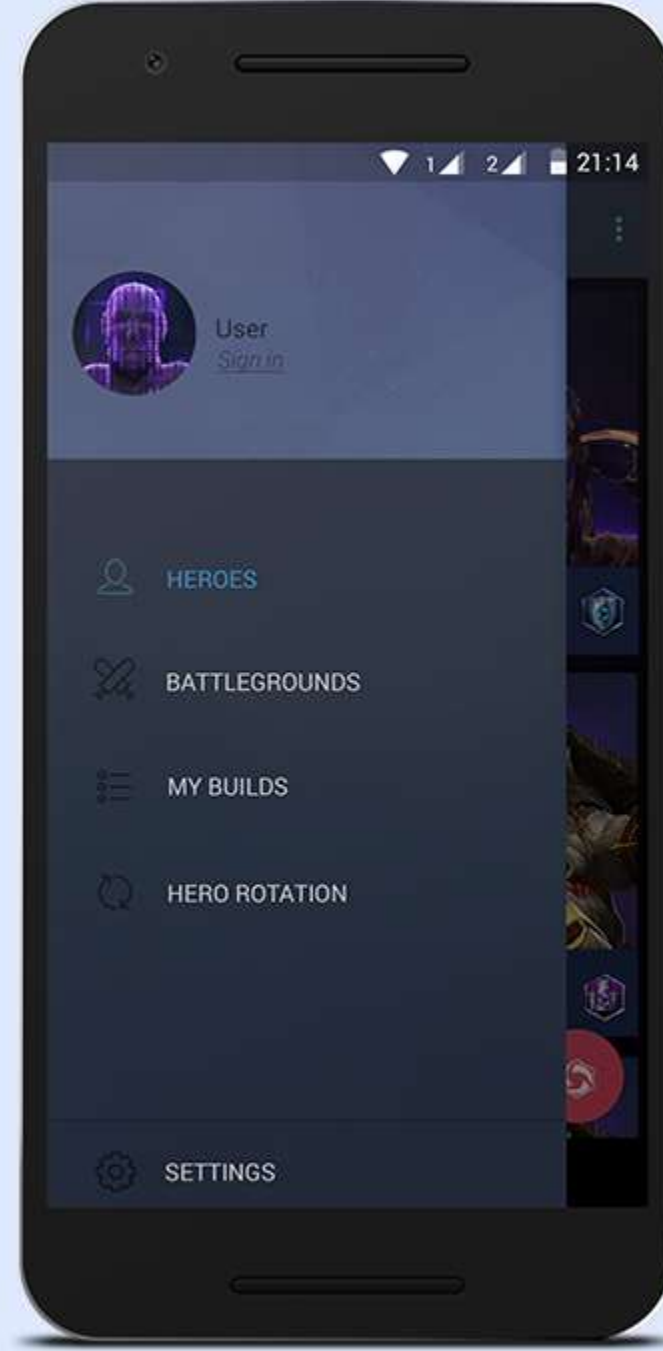 1 2 21:14
User
Sign in
HEROES
BATTLEGROUNDS
MY BUILDS
HERO ROTATION
SETTINGS